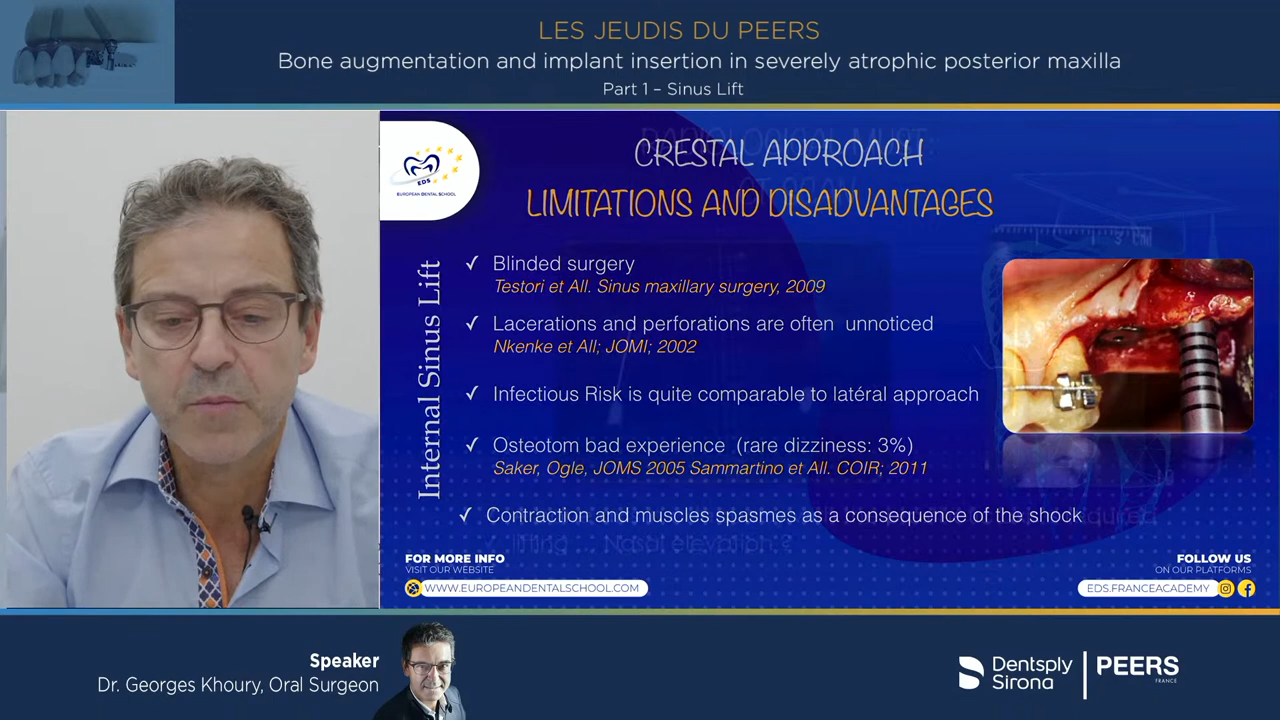 LES JEUDIS DU PEERS
Bone augmentation and implant insertion in severely atrophic posterior maxilla
Part 1 – Sinus Lift
EDS
EUROPEAN DENTAL SCHOOL
CRESTAL APPROACH
LIMITATIONS AND DISADVANTAGES
Internal Sinus Lift
✓ Blinded surgery
Testori et All. Sinus maxillary surgery, 2009
✓ Lacerations and perforations are often unnoticed
Nkenke et All; JOMI; 2002
✓ Infectious Risk is quite comparable to latéral approach
✓ Osteotom bad experience (rare dizziness: 3%)
Saker, Ogle, JOMS 2005 Sammartino et All. COIR; 2011
✓ Contraction and muscles spasmes as a consequence of the shock
✓ lifting ... Nasal elevation ?
FOR MORE INFO
VISIT OUR WEBSITE
WWW.EUROPEANDENTALSCHOOL.COM
FOLLOW US
ON OUR PLATFORMS
EDS.FRANCEACADEMY
Speaker
Dr. Georges Khoury, Oral Surgeon
Dentsply
Sirona
PEERS
FRANCE